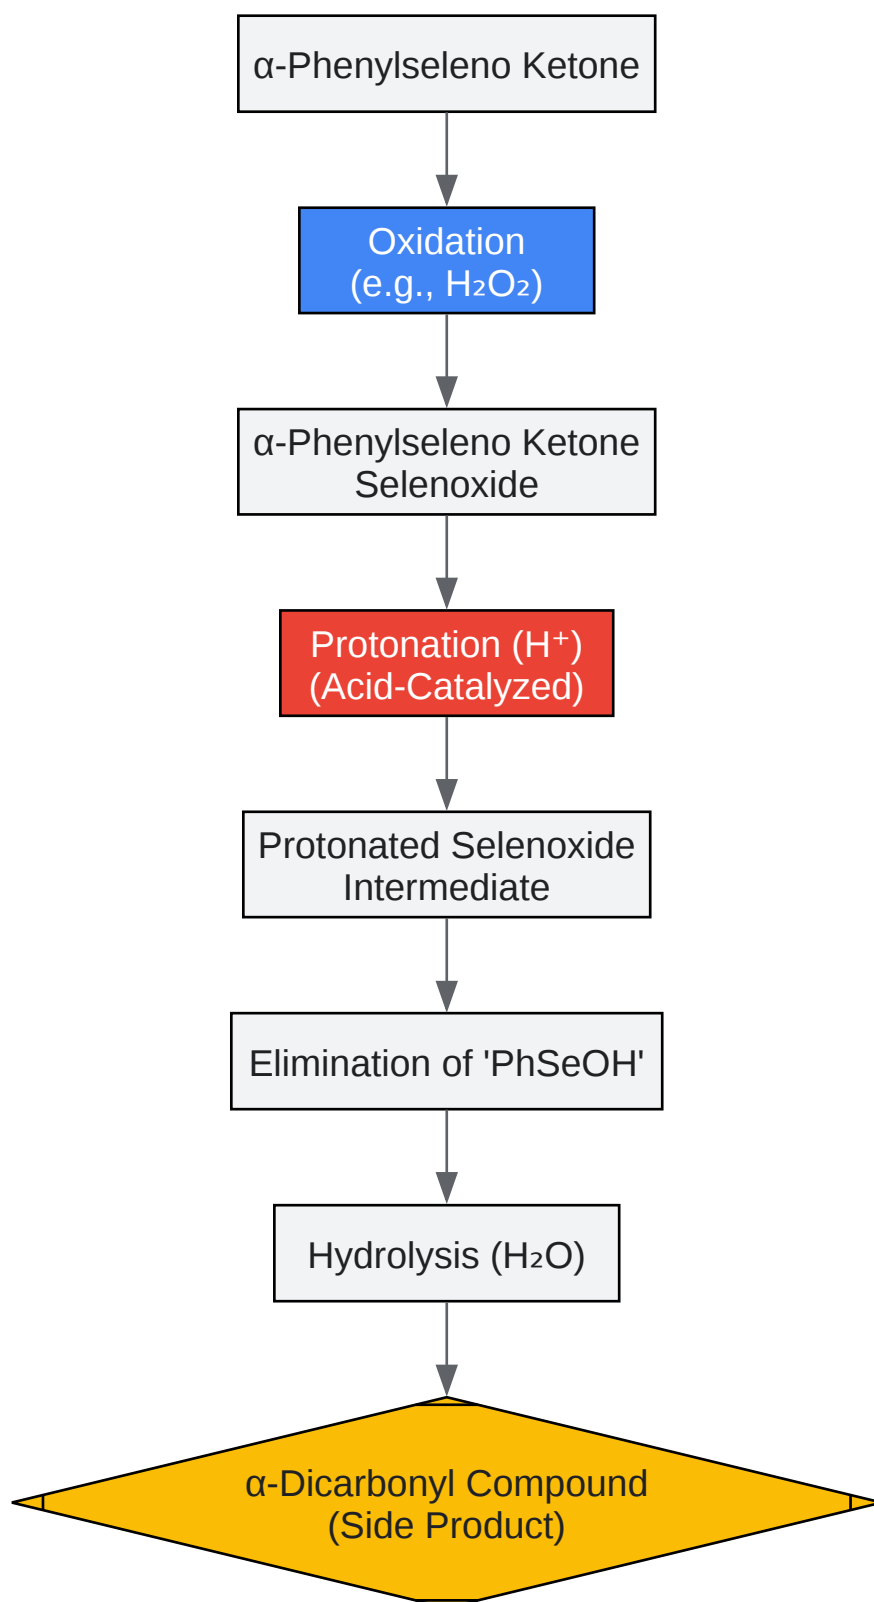 α-Phenylseleno Ketone
Oxidation
(e.g., H₂O₂)
α-Phenylseleno Ketone
Selenoxide
Protonation (H⁺)
(Acid-Catalyzed)
Protonated Selenoxide
Intermediate
Elimination of 'PhSeOH'
Hydrolysis (H₂O)
α-Dicarbonyl Compound
(Side Product)